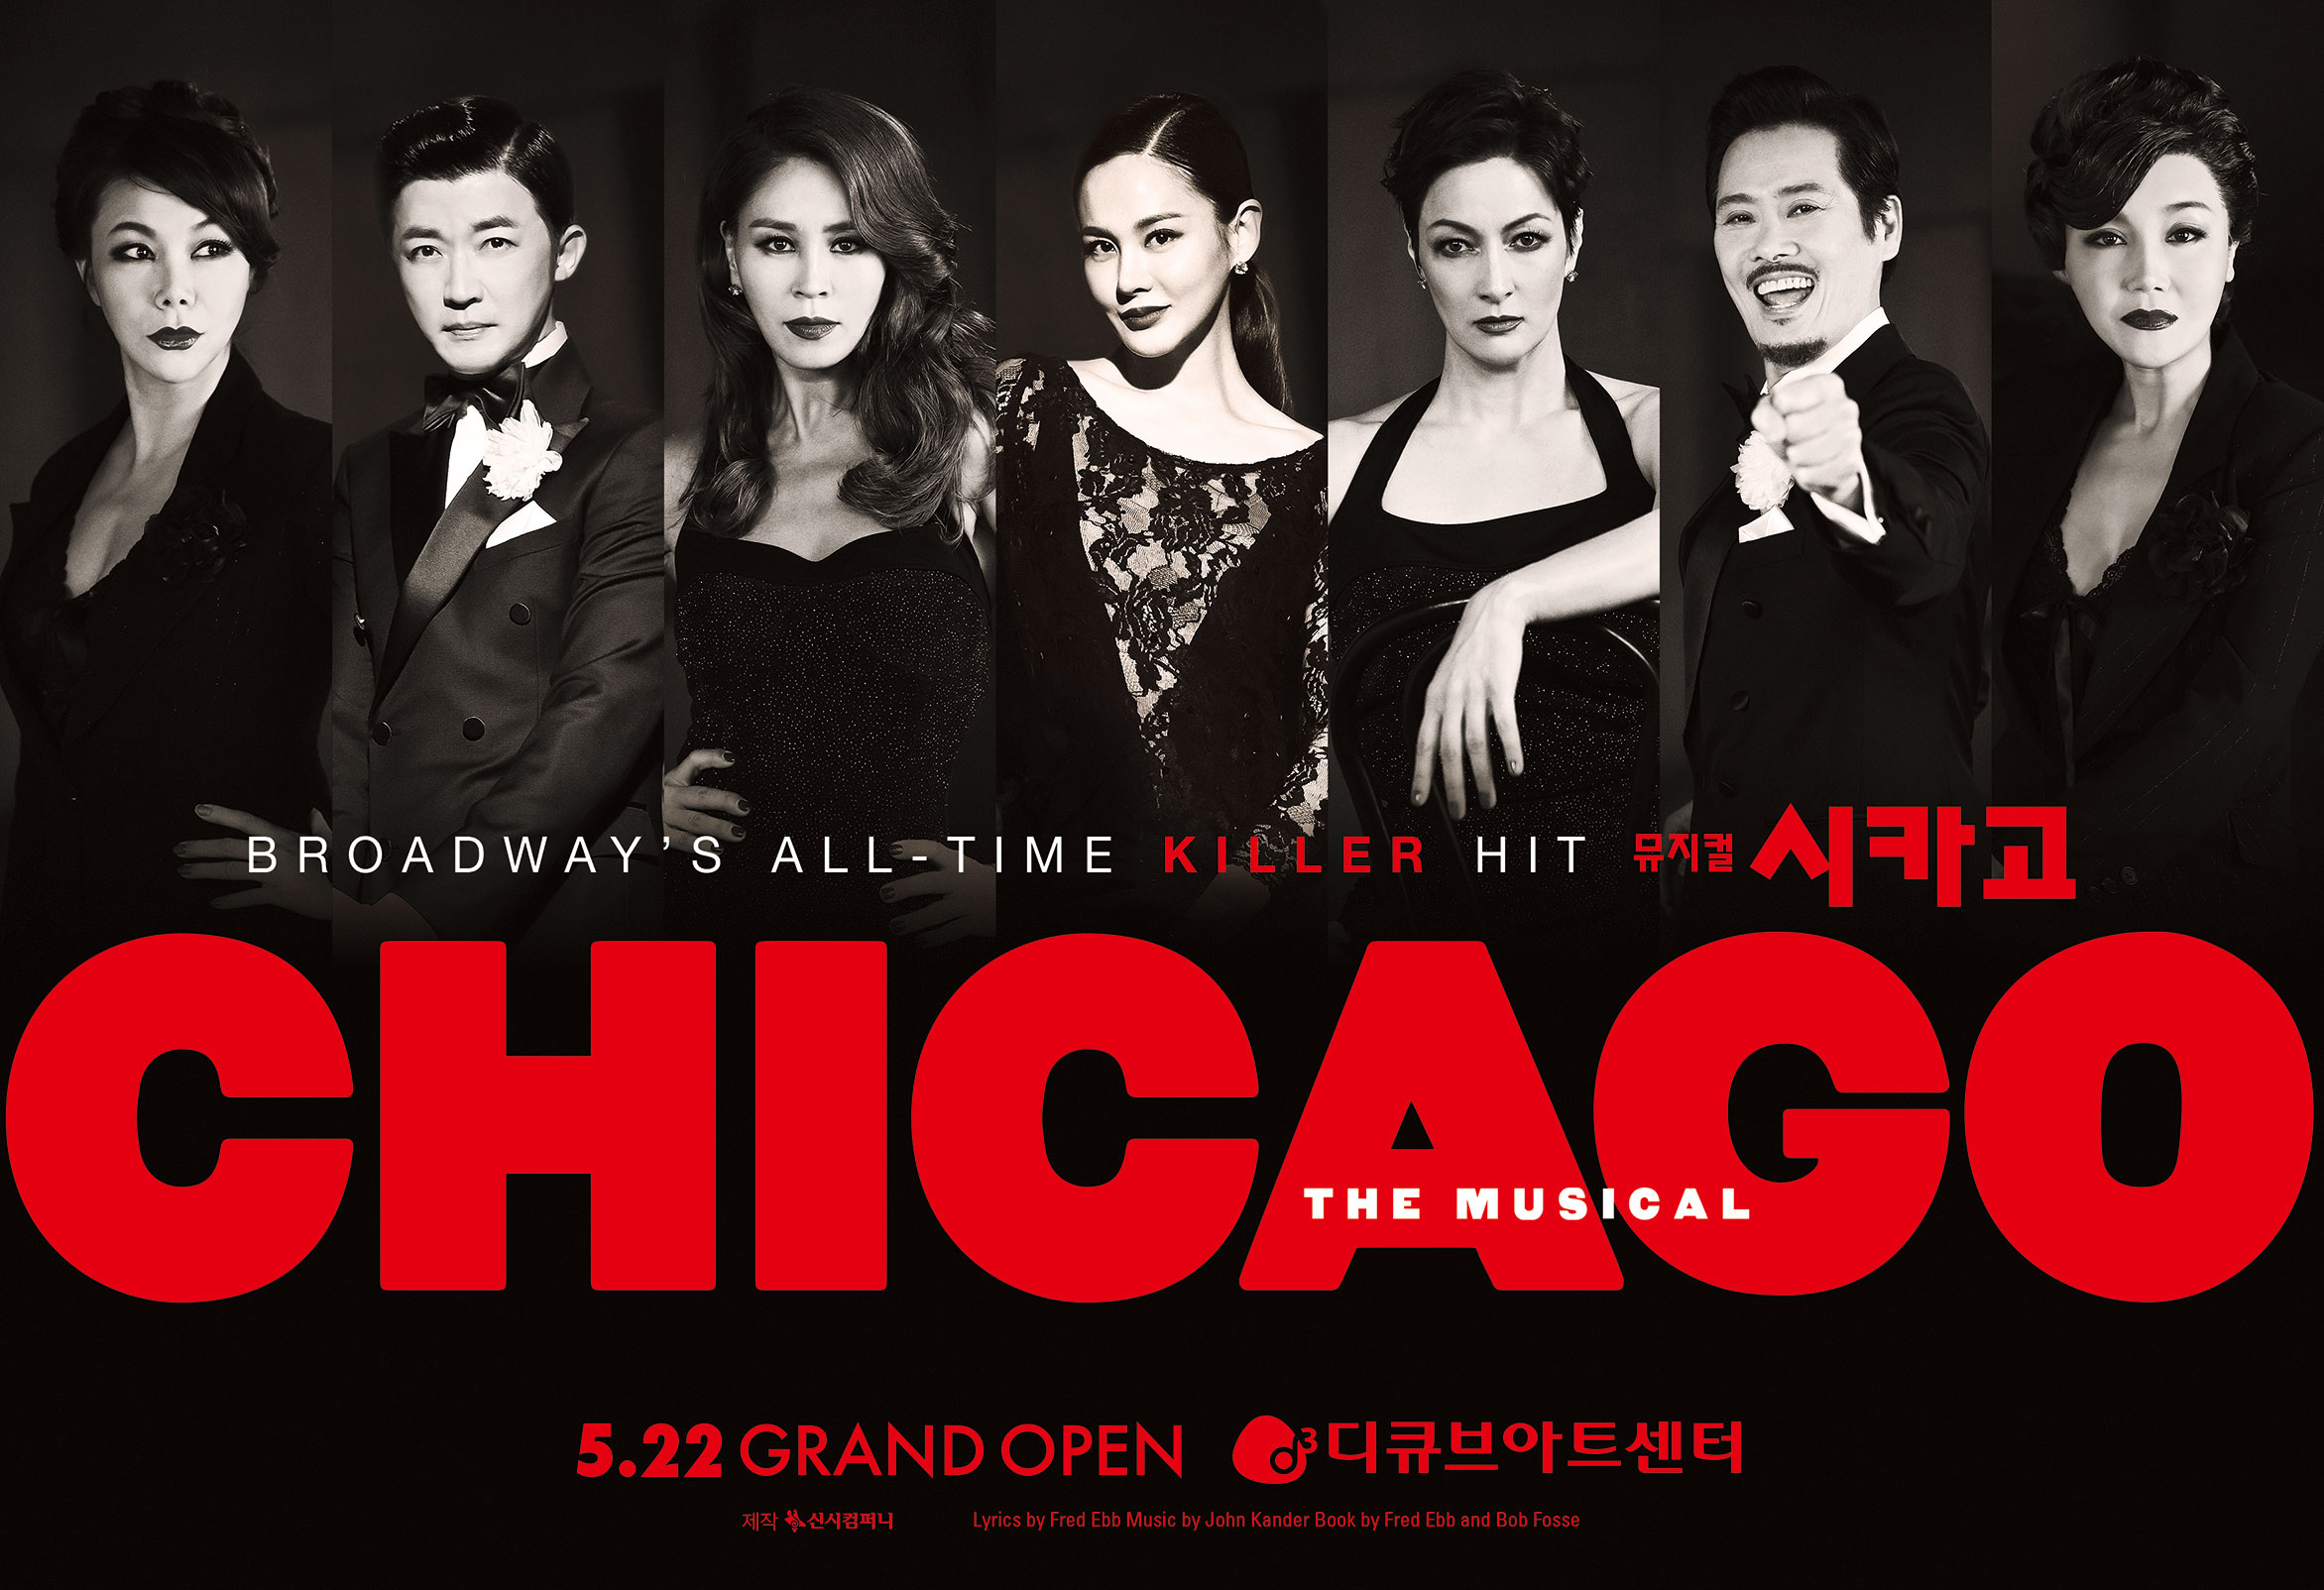 BROADWAY'S ALL-TIME KILLER HIT 뮤지컬 시카고
CHICAGO
THE MUSICAL
5.22 GRAND OPEN d3 디큐브아트센터
제작 신시컴퍼니 Lyrics by Fred Ebb Music by John Kander Book by Fred Ebb and Bob Fosse